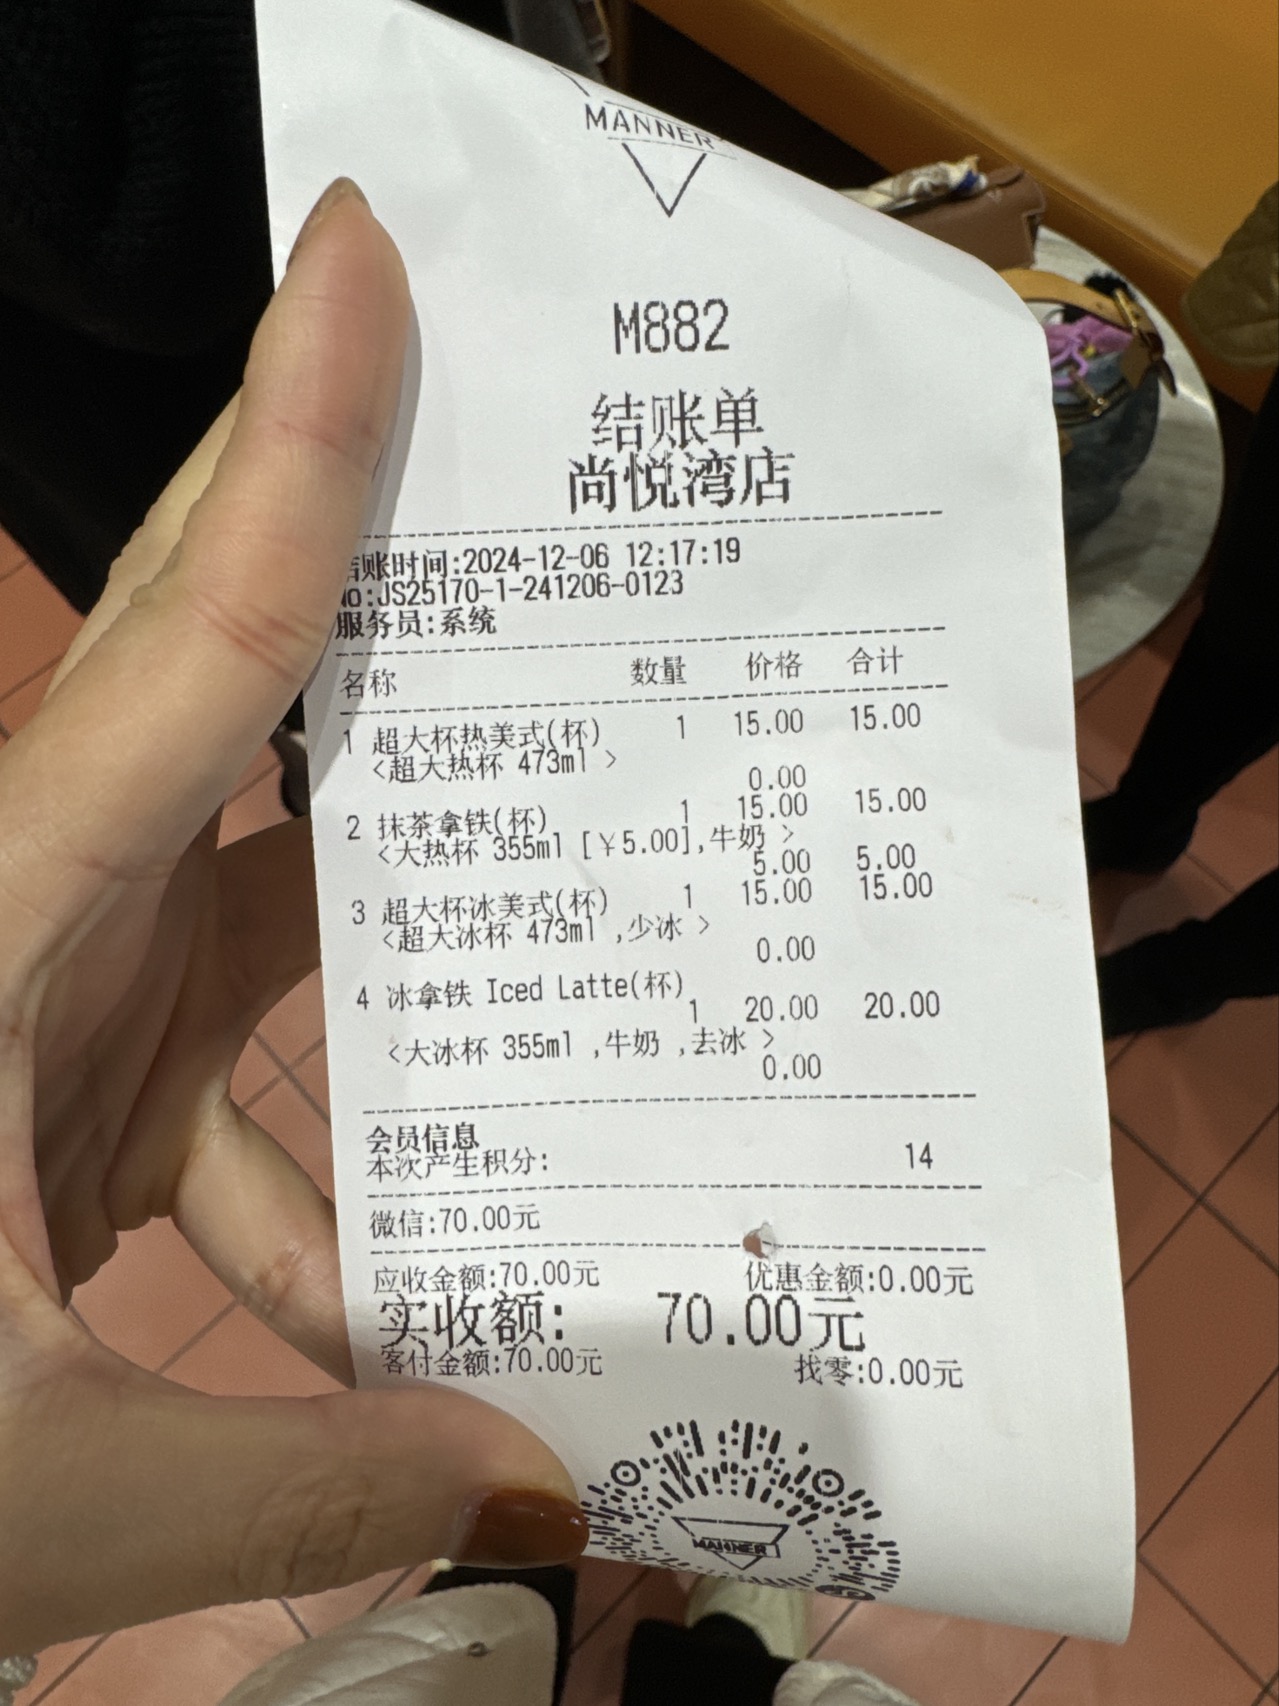 MANNER
M882
结账单
尚悦湾店
结账时间:2024-12-06 12:17:19
No:JS25170-1-241206-0123
服务员:系统
名称 数量 价格 合计
1 超大杯热美式(杯) 1 15.00 15.00
<超大热杯 473ml >
0.00
2 抹茶拿铁(杯) 1 15.00 15.00
<大热杯 355ml [￥5.00],牛奶 >
5.00 5.00
3 超大杯冰美式(杯) 1 15.00 15.00
<超大冰杯 473ml ,少冰 >
0.00
4 冰拿铁 Iced Latte(杯)
1 20.00 20.00
<大冰杯 355ml ,牛奶 ,去冰 >
0.00
会员信息
本次产生积分: 14
微信:70.00元
应收金额:70.00元 优惠金额:0.00元
实收额: 70.00元
客付金额:70.00元 找零:0.00元
MANNER